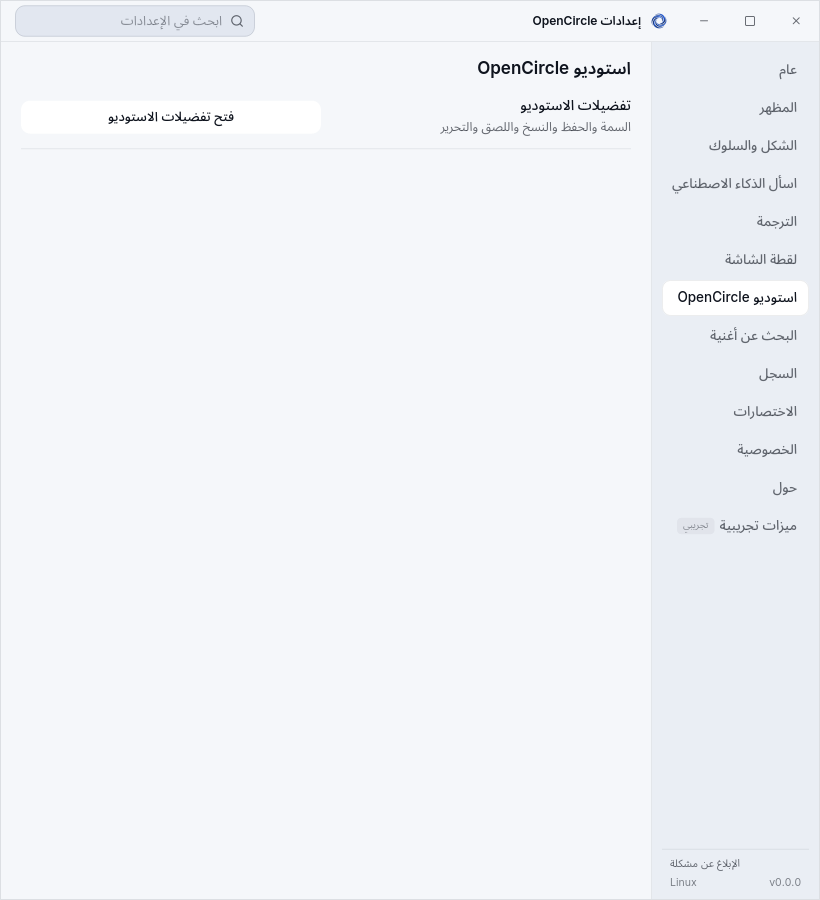 إعدادات OpenCircle
ابحث في الإعدادات
عام
المظهر
الشكل والسلوك
اسأل الذكاء الاصطناعي
الترجمة
لقطة الشاشة
استوديو OpenCircle
البحث عن أغنية
السجل
الاختصارات
الخصوصية
حول
ميزات تجريبية تجريبي
الإبلاغ عن مشكلة
v0.0.0 Linux
استوديو OpenCircle
تفضيلات الاستوديو
السمة والحفظ والنسخ واللصق والتحرير
فتح تفضيلات الاستوديو